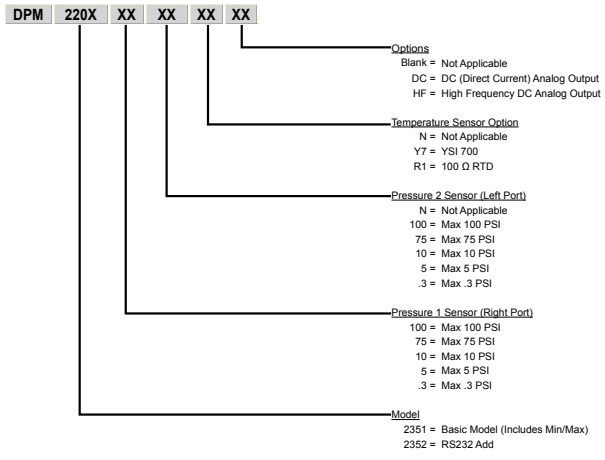 DPM 220X XX XX XX XX
Options
Blank = Not Applicable
DC = DC (Direct Current) Analog Output
HF = High Frequency DC Analog Output
Temperature Sensor Option
N = Not Applicable
Y7 = YSI 700
R1 = 100 Ω RTD
Pressure 2 Sensor (Left Port)
N = Not Applicable
100 = Max 100 PSI
75 = Max 75 PSI
10 = Max 10 PSI
5 = Max 5 PSI
.3 = Max .3 PSI
Pressure 1 Sensor (Right Port)
100 = Max 100 PSI
75 = Max 75 PSI
10 = Max 10 PSI
5 = Max 5 PSI
.3 = Max .3 PSI
Model
2351 = Basic Model (Includes Min/Max)
2352 = RS232 Add